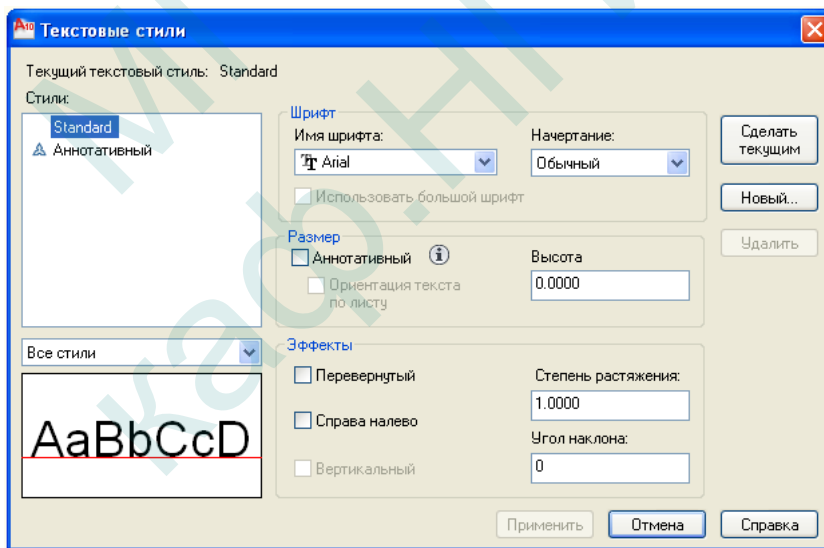 Текстовые стили
Текущий текстовый стиль: Standard
Стили:
Standard
Аннотативный
Все стили
AaBbCcD
Шрифт
Имя шрифта:
Arial
Начертание:
Обычный
Использовать большой шрифт
Размер
Аннотативный
Ориентация текста
по листу
Высота
0.0000
Эффекты
Перевернутый
Справа налево
Вертикальный
Степень растяжения:
1.0000
Угол наклона:
0
Сделать
текущим
Новый...
Удалить
Применить
Отмена
Справка